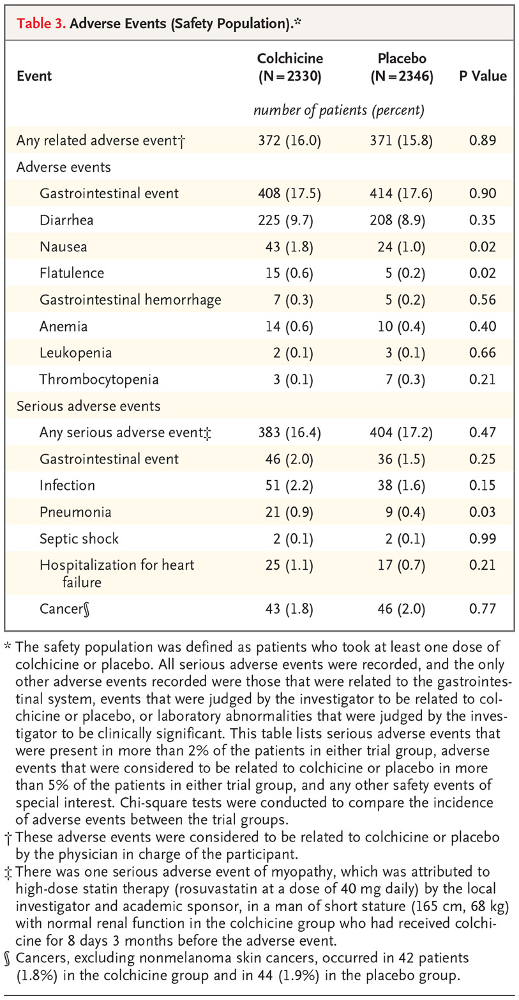 Table 3. Adverse Events (Safety Population).*
Event Colchicine (N=2330) Placebo (N=2346) P Value
number of patients (percent)
Any related adverse event† 372 (16.0) 371 (15.8) 0.89
Adverse events
Gastrointestinal event 408 (17.5) 414 (17.6) 0.90
Diarrhea 225 (9.7) 208 (8.9) 0.35
Nausea 43 (1.8) 24 (1.0) 0.02
Flatulence 15 (0.6) 5 (0.2) 0.02
Gastrointestinal hemorrhage 7 (0.3) 5 (0.2) 0.56
Anemia 14 (0.6) 10 (0.4) 0.40
Leukopenia 2 (0.1) 3 (0.1) 0.66
Thrombocytopenia 3 (0.1) 7 (0.3) 0.21
Serious adverse events
Any serious adverse event‡ 383 (16.4) 404 (17.2) 0.47
Gastrointestinal event 46 (2.0) 36 (1.5) 0.25
Infection 51 (2.2) 38 (1.6) 0.15
Pneumonia 21 (0.9) 9 (0.4) 0.03
Septic shock 2 (0.1) 2 (0.1) 0.99
Hospitalization for heart 25 (1.1) 17 (0.7) 0.21
failure
Cancer§ 43 (1.8) 46 (2.0) 0.77
* The safety population was defined as patients who took at least one dose of
colchicine or placebo. All serious adverse events were recorded, and the only
other adverse events recorded were those that were related to the gastrointes-
tinal system, events that were judged by the investigator to be related to col-
chicine or placebo, or laboratory abnormalities that were judged by the inves-
tigator to be clinically significant. This table lists serious adverse events that
were present in more than 2% of the patients in either trial group, adverse
events that were considered to be related to colchicine or placebo in more
than 5% of the patients in either trial group, and any other safety events of
special interest. Chi-square tests were conducted to compare the incidence
of adverse events between the trial groups.
† These adverse events were considered to be related to colchicine or placebo
by the physician in charge of the participant.
‡ There was one serious adverse event of myopathy, which was attributed to
high-dose statin therapy (rosuvastatin at a dose of 40 mg daily) by the local
investigator and academic sponsor, in a man of short stature (165 cm, 68 kg)
with normal renal function in the colchicine group who had received colchi-
cine for 8 days 3 months before the adverse event.
§ Cancers, excluding nonmelanoma skin cancers, occurred in 42 patients
(1.8%) in the colchicine group and in 44 (1.9%) in the placebo group.